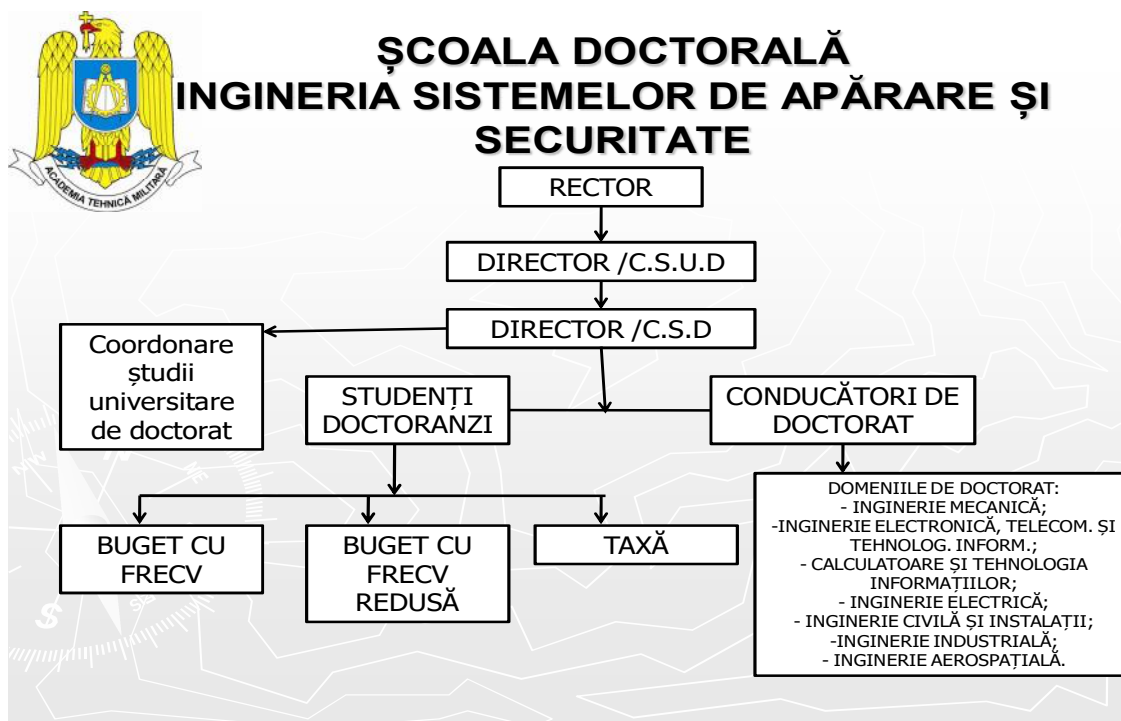 ȘCOALA DOCTORALĂ
INGINERIA SISTEMELOR DE APĂRARE ȘI
SECURITATE
ACADEMIA TEHNICĂ MILITARĂ
RECTOR
DIRECTOR /C.S.U.D
DIRECTOR /C.S.D
Coordonare
studii
universitare
de doctorat
STUDENȚI
DOCTORANZI
CONDUCĂTORI DE
DOCTORAT
BUGET CU
FRECV
BUGET CU
FRECV
REDUSĂ
TAXĂ
DOMENIILE DE DOCTORAT:
- INGINERIE MECANICĂ;
-INGINERIE ELECTRONICĂ, TELECOM. ȘI
TEHNOLOG. INFORM.;
- CALCULATOARE ȘI TEHNOLOGIA
INFORMAȚIILOR;
- INGINERIE ELECTRICĂ;
- INGINERIE CIVILĂ ȘI INSTALAȚII;
-INGINERIE INDUSTRIALĂ;
- INGINERIE AEROSPAȚIALĂ.
NW
N
NE
S